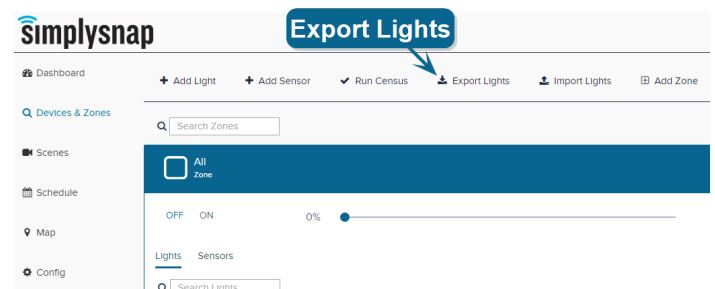 simplysnap
Export Lights
Dashboard
Add Light
Add Sensor
Run Census
Export Lights
Import Lights
Add Zone
Devices & Zones
Search Zones
Scenes
All
Zone
Schedule
OFF
ON
0%
Map
Lights
Sensors
Config
Search Lights